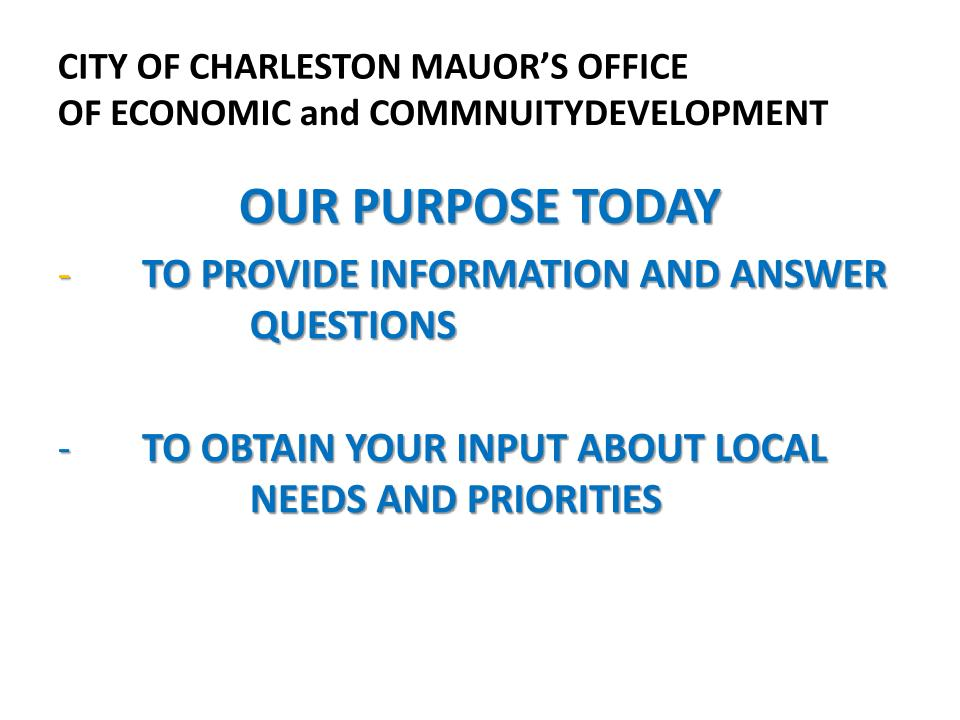 CITY OF CHARLESTON MAUOR’S OFFICE
OF ECONOMIC and COMMNUITYDEVELOPMENT
OUR PURPOSE TODAY
- TO PROVIDE INFORMATION AND ANSWER
QUESTIONS
- TO OBTAIN YOUR INPUT ABOUT LOCAL
NEEDS AND PRIORITIES